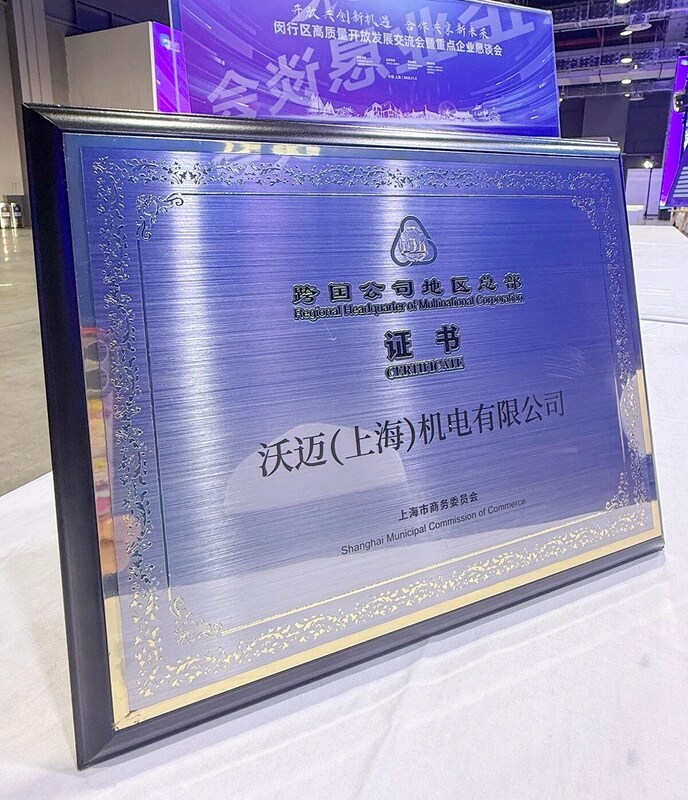 开放共创新机遇 合作共赢新未来
闵行区高质量开放发展交流会暨重点企业恳谈会
跨国公司地区总部
Regional Headquarter of Multinational Corporation
证书
CERTIFICATE
沃迈(上海)机电有限公司
上海市商务委员会
Shanghai Municipal Commission of Commerce